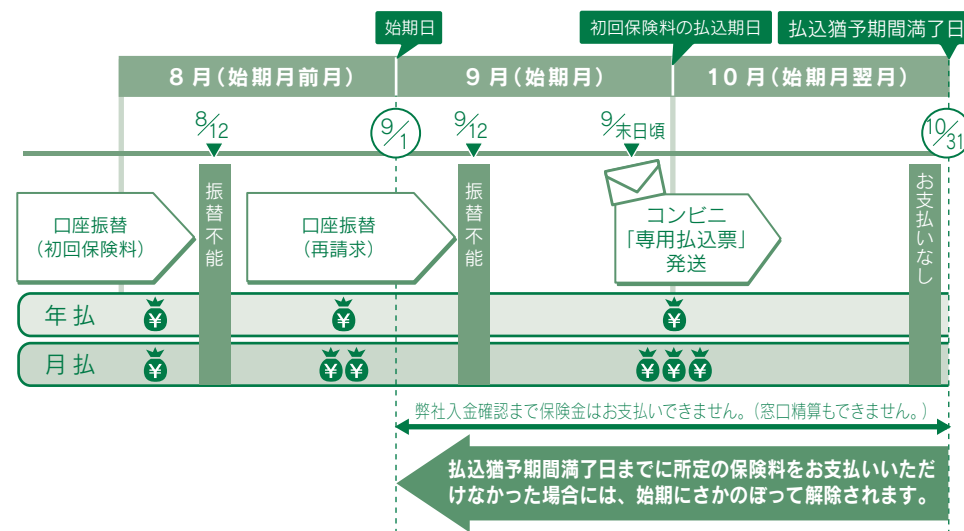 始期日
初回保険料の払込期日
払込猶予期間満了日
8月(始期月前月)
9月(始期月)
10月(始期月翌月)
8/12
9/1
9/12
9/末日頃
10/31
口座振替
(初回保険料)
振替不能
口座振替
(再請求)
振替不能
コンビニ
「専用払込票」
発送
お支払いなし
年払
¥
¥
¥
月払
¥
¥¥
¥¥¥
弊社入金確認まで保険金はお支払いできません。(窓口精算もできません。)
払込猶予期間満了日までに所定の保険料をお支払いいただ
けなかった場合には、始期にさかのぼって解除されます。